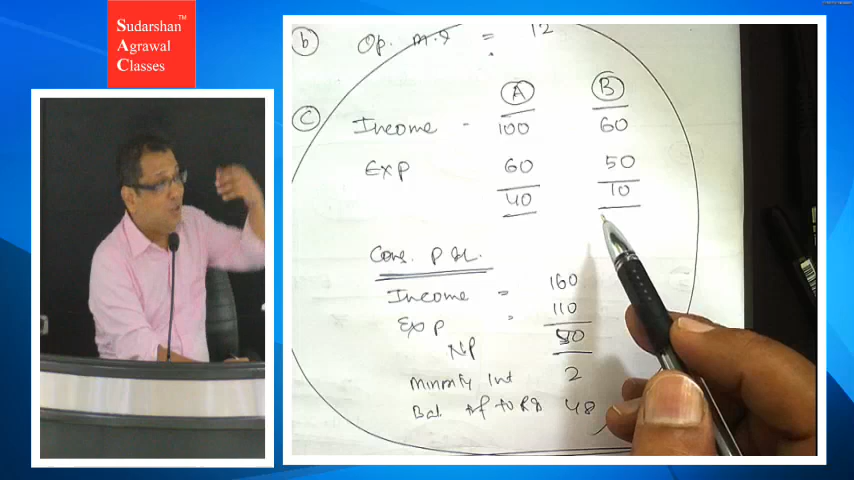 Sudarshan™
Agrawal
Classes
(b) Op. M.I = 12
(A) (B)
(C) Income - 100 60
Exp 60 50
40 10
Cons. P &L.
Income = 160
Exp = 110
NP 50
Minority Int 2
Bal. trf to R&S 48